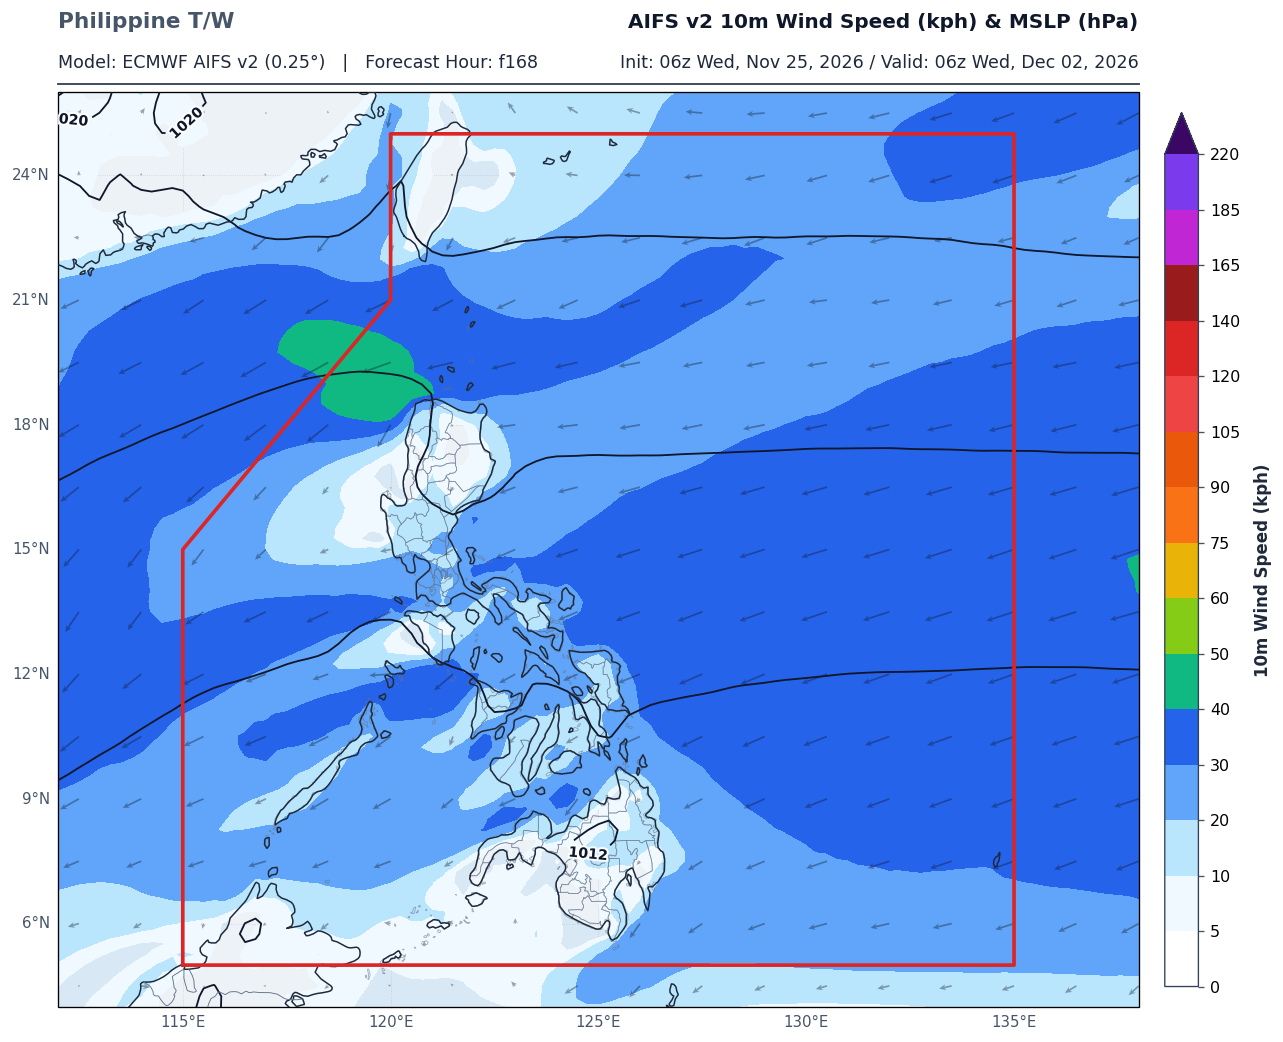 Philippine T/W
AIFS v2 10m Wind Speed (kph) & MSLP (hPa)
Model: ECMWF AIFS v2 (0.25°) | Forecast Hour: f168
Init: 06z Wed, Nov 25, 2026 / Valid: 06z Wed, Dec 02, 2026
020
1020
24°N
21°N
18°N
15°N
12°N
9°N
6°N
1012
115°E
120°E
125°E
130°E
135°E
220
185
165
140
120
105
90
75
60
50
40
30
20
10
5
0
10m Wind Speed (kph)